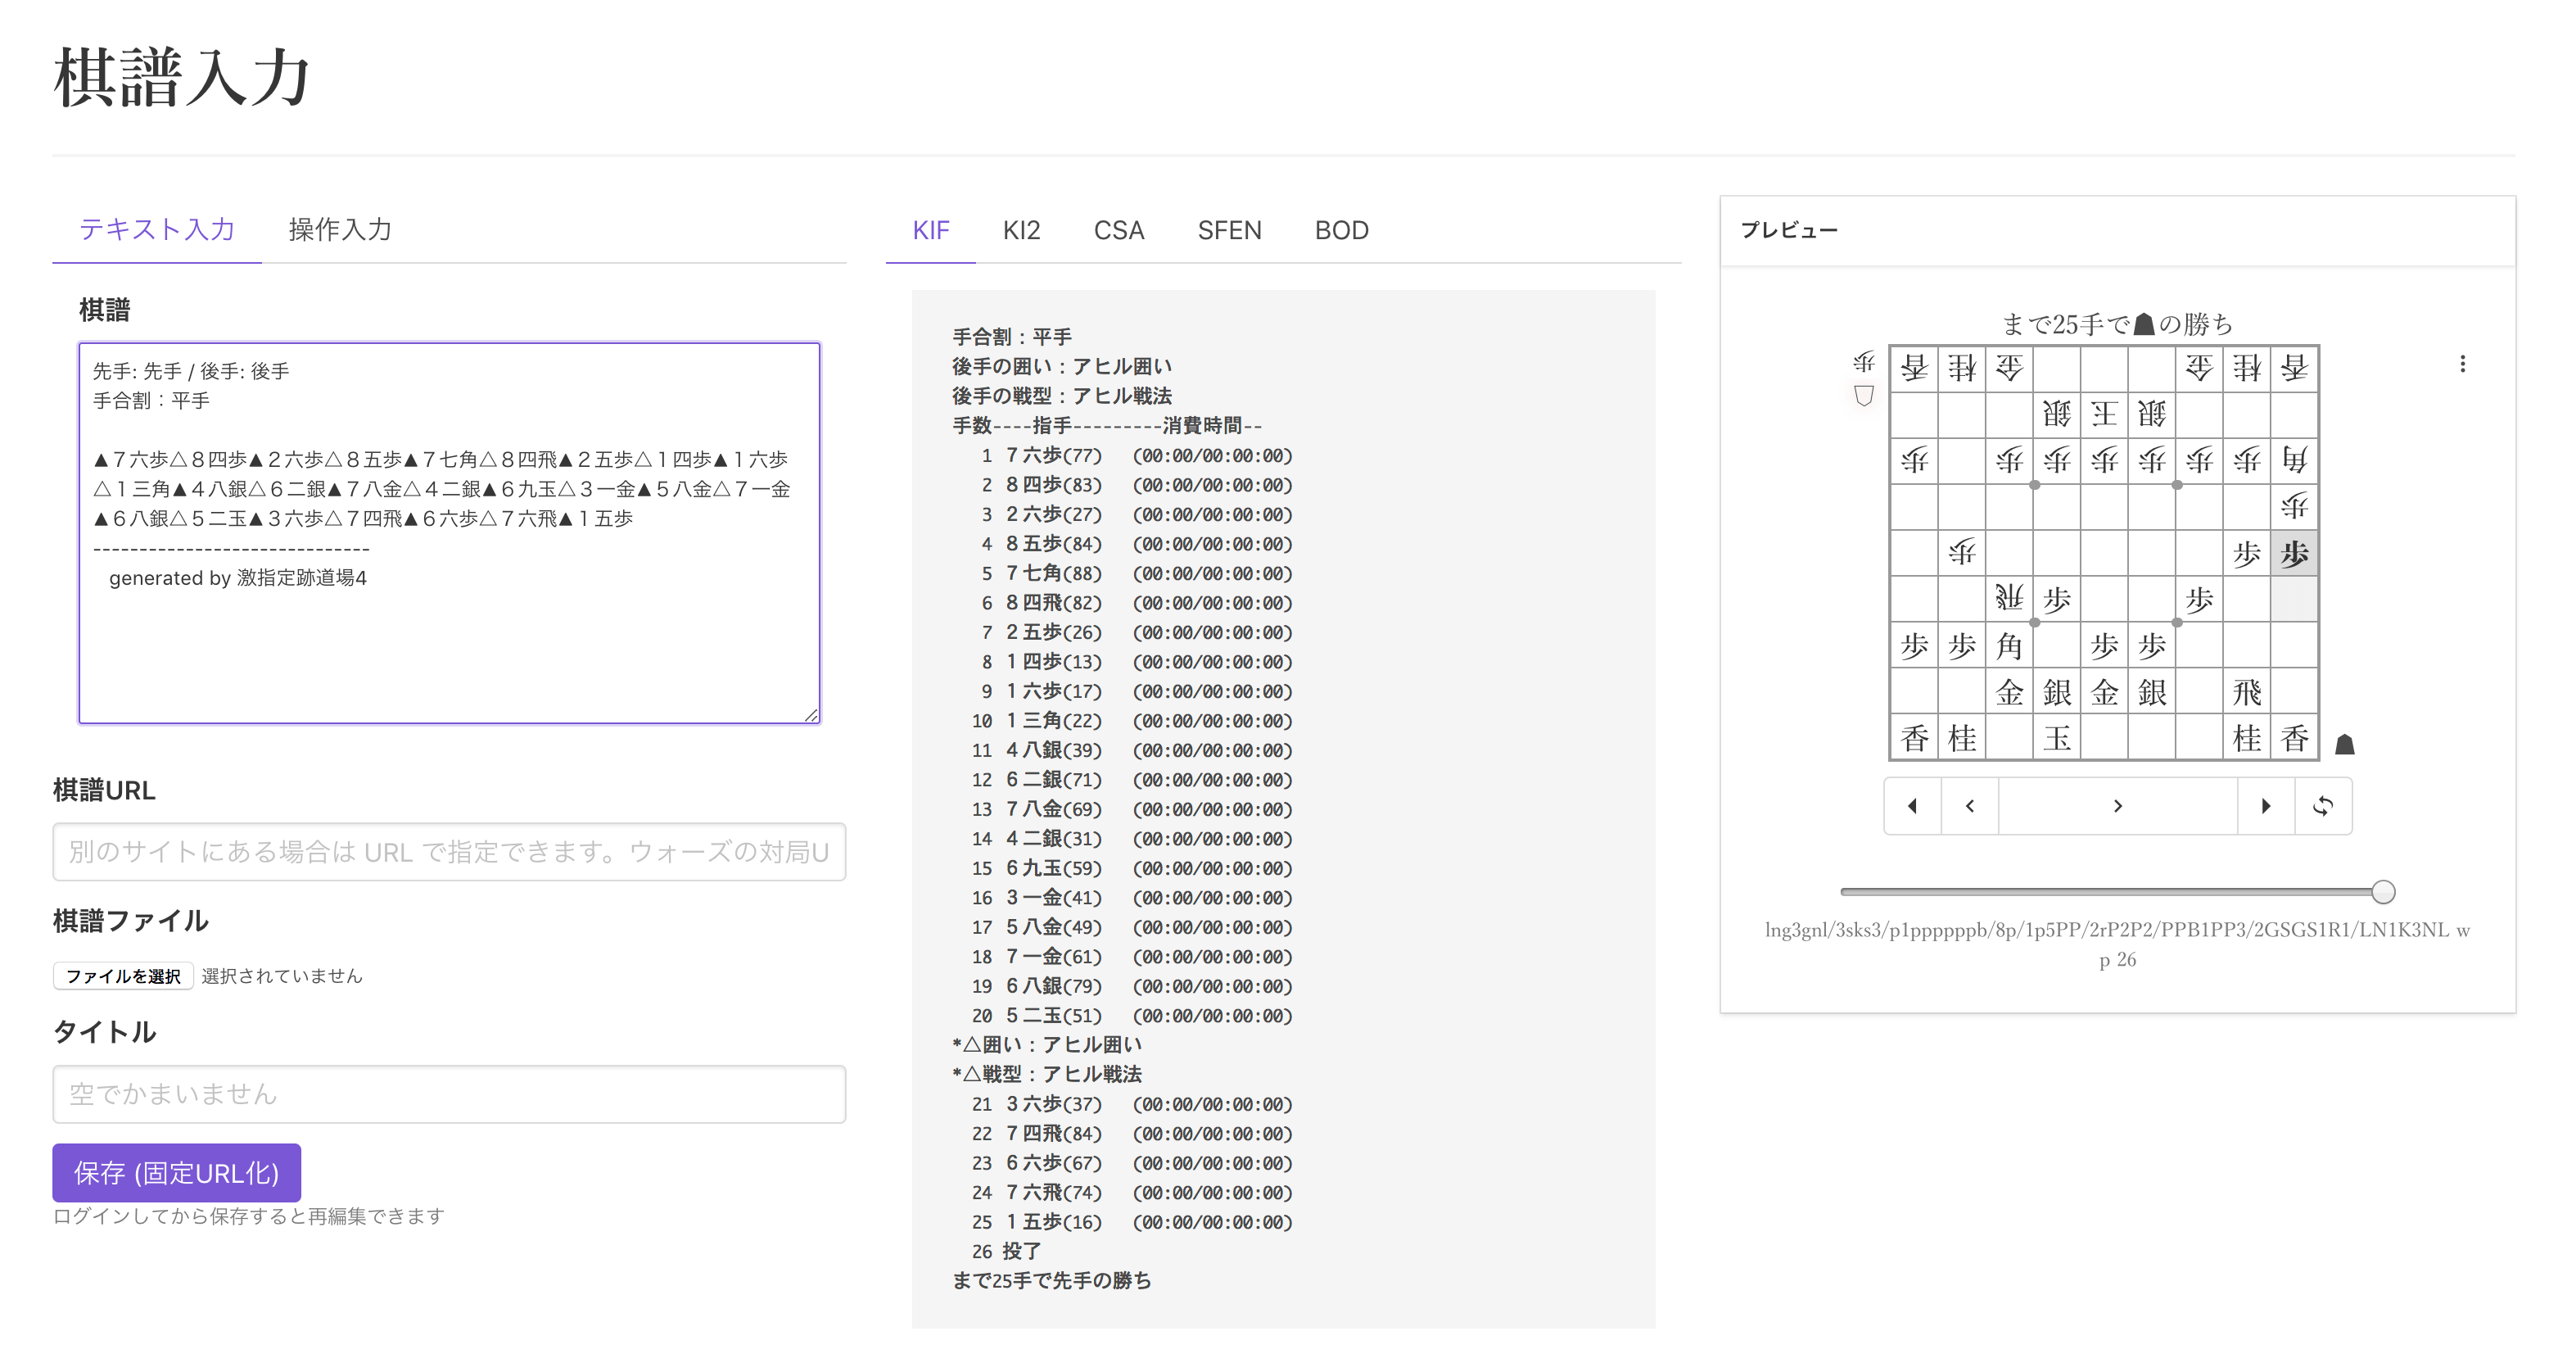 棋譜入力
テキスト入力 操作入力
棋譜
先手: 先手 / 後手: 後手
手合割：平手
▲７六歩△８四歩▲２六歩△８五歩▲７七角△８四飛▲２五歩△１四歩▲１六歩
△１三角▲４八銀△６二銀▲７八金△４二銀▲６九玉△３一金▲５八金△７一金
▲６八銀△５二玉▲３六歩△７四飛▲６六歩△７六飛▲１五歩
------------------------------
generated by 激指定跡道場4
棋譜URL
別のサイトにある場合は URL で指定できます。ウォーズの対局U
棋譜ファイル
ファイルを選択 選択されていません
タイトル
空でかまいません
保存 (固定URL化)
ログインしてから保存すると再編集できます
KIF KI2 CSA SFEN BOD
手合割：平手
後手の囲い：アヒル囲い
後手の戦型：アヒル戦法
手数----指手---------消費時間--
1 ７六歩(77) (00:00/00:00:00)
2 ８四歩(83) (00:00/00:00:00)
3 ２六歩(27) (00:00/00:00:00)
4 ８五歩(84) (00:00/00:00:00)
5 ７七角(88) (00:00/00:00:00)
6 ８四飛(82) (00:00/00:00:00)
7 ２五歩(26) (00:00/00:00:00)
8 １四歩(13) (00:00/00:00:00)
9 １六歩(17) (00:00/00:00:00)
10 １三角(22) (00:00/00:00:00)
11 ４八銀(39) (00:00/00:00:00)
12 ６二銀(71) (00:00/00:00:00)
13 ７八金(69) (00:00/00:00:00)
14 ４二銀(31) (00:00/00:00:00)
15 ６九玉(59) (00:00/00:00:00)
16 ３一金(41) (00:00/00:00:00)
17 ５八金(49) (00:00/00:00:00)
18 ７一金(61) (00:00/00:00:00)
19 ６八銀(79) (00:00/00:00:00)
20 ５二玉(51) (00:00/00:00:00)
*△囲い：アヒル囲い
*△戦型：アヒル戦法
21 ３六歩(37) (00:00/00:00:00)
22 ７四飛(84) (00:00/00:00:00)
23 ６六歩(67) (00:00/00:00:00)
24 ７六飛(74) (00:00/00:00:00)
25 １五歩(16) (00:00/00:00:00)
26 投了
まで25手で先手の勝ち
プレビュー
まで25手で☗の勝ち
歩
香 桂 金 金 桂 香
銀 玉 銀
歩 歩 歩 歩 歩 歩 歩 角
歩
歩 歩 歩
飛 歩 歩
歩 歩 角 歩 歩
金 銀 金 銀 飛
香 桂 玉 桂 香
lng3gnl/3sks3/p1ppppppb/8p/1p5PP/2rP2P2/PPB1PP3/2GSGS1R1/LN1K3NL w
p 26